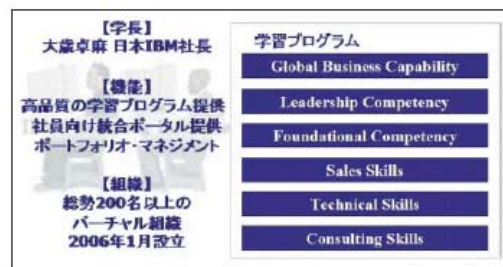 【学長】
大歳卓麻 日本IBM社長
【機能】
高品質の学習プログラム提供
社員向け統合ポータル提供
ポートフォリオ・マネジメント
【組織】
総勢200名以上の
バーチャル組織
2006年1月設立
学習プログラム
Global Business Capability
Leadership Competency
Foundational Competency
Sales Skills
Technical Skills
Consulting Skills